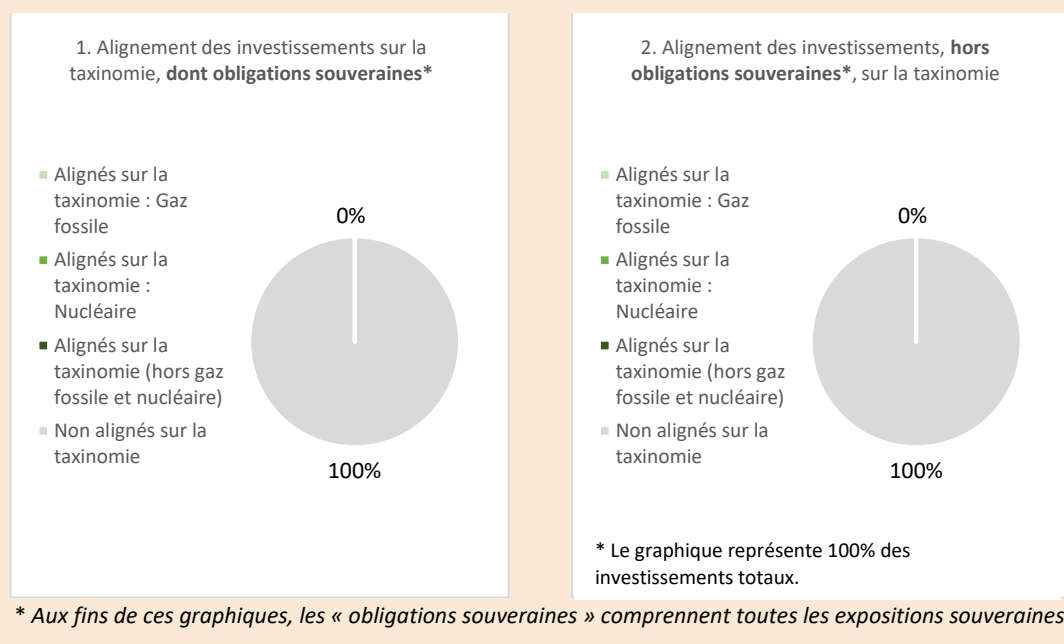 1. Alignement des investissements sur la
taxinomie, dont obligations souveraines*
Alignés sur la
taxinomie : Gaz
fossile
Alignés sur la
taxinomie :
Nucléaire
Alignés sur la
taxinomie (hors gaz
fossile et nucléaire)
Non alignés sur la
taxinomie
0%
100%
2. Alignement des investissements, hors
obligations souveraines*, sur la taxinomie
Alignés sur la
taxinomie : Gaz
fossile
Alignés sur la
taxinomie :
Nucléaire
Alignés sur la
taxinomie (hors gaz
fossile et nucléaire)
Non alignés sur la
taxinomie
0%
100%
* Le graphique représente 100% des
investissements totaux.
* Aux fins de ces graphiques, les « obligations souveraines » comprennent toutes les expositions souveraines